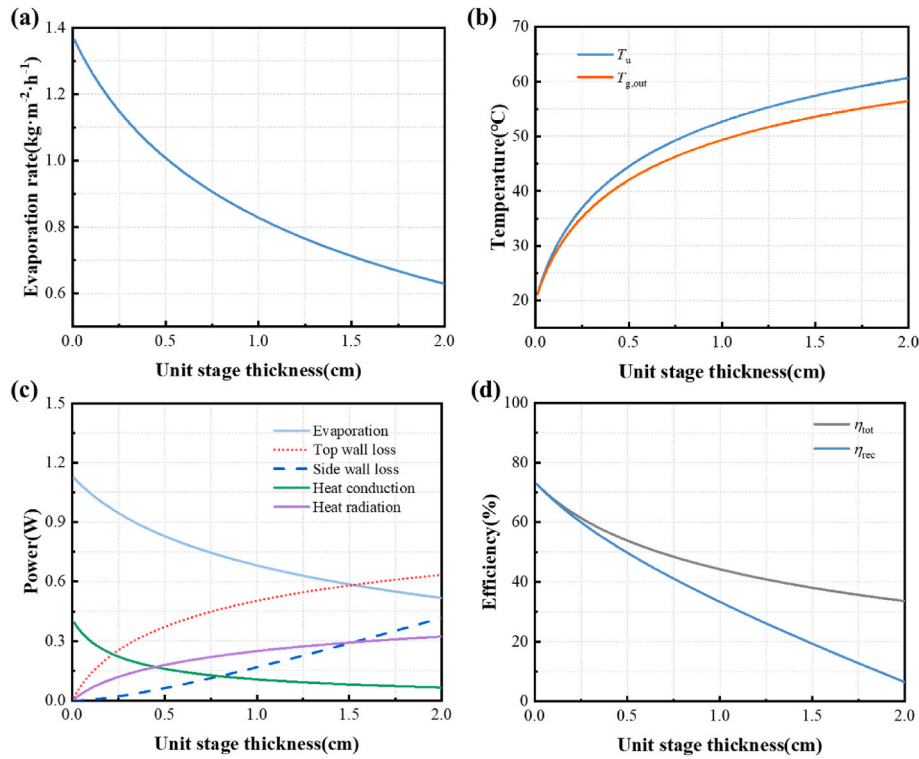 (a)
Evaporation rate(kg·m⁻²·h⁻¹)
1.4
1.2
1.0
0.8
0.6
0.0 0.5 1.0 1.5 2.0
Unit stage thickness(cm)
(b)
Temperature(°C)
70
60
50
40
30
20
T_u
T_g,out
0.0 0.5 1.0 1.5 2.0
Unit stage thickness(cm)
(c)
Power(W)
1.5
1.2
0.9
0.6
0.3
0.0
Evaporation
Top wall loss
Side wall loss
Heat conduction
Heat radiation
0.0 0.5 1.0 1.5 2.0
Unit stage thickness(cm)
(d)
Efficiency(%)
100
80
60
40
20
0
η_tot
η_rec
0.0 0.5 1.0 1.5 2.0
Unit stage thickness(cm)